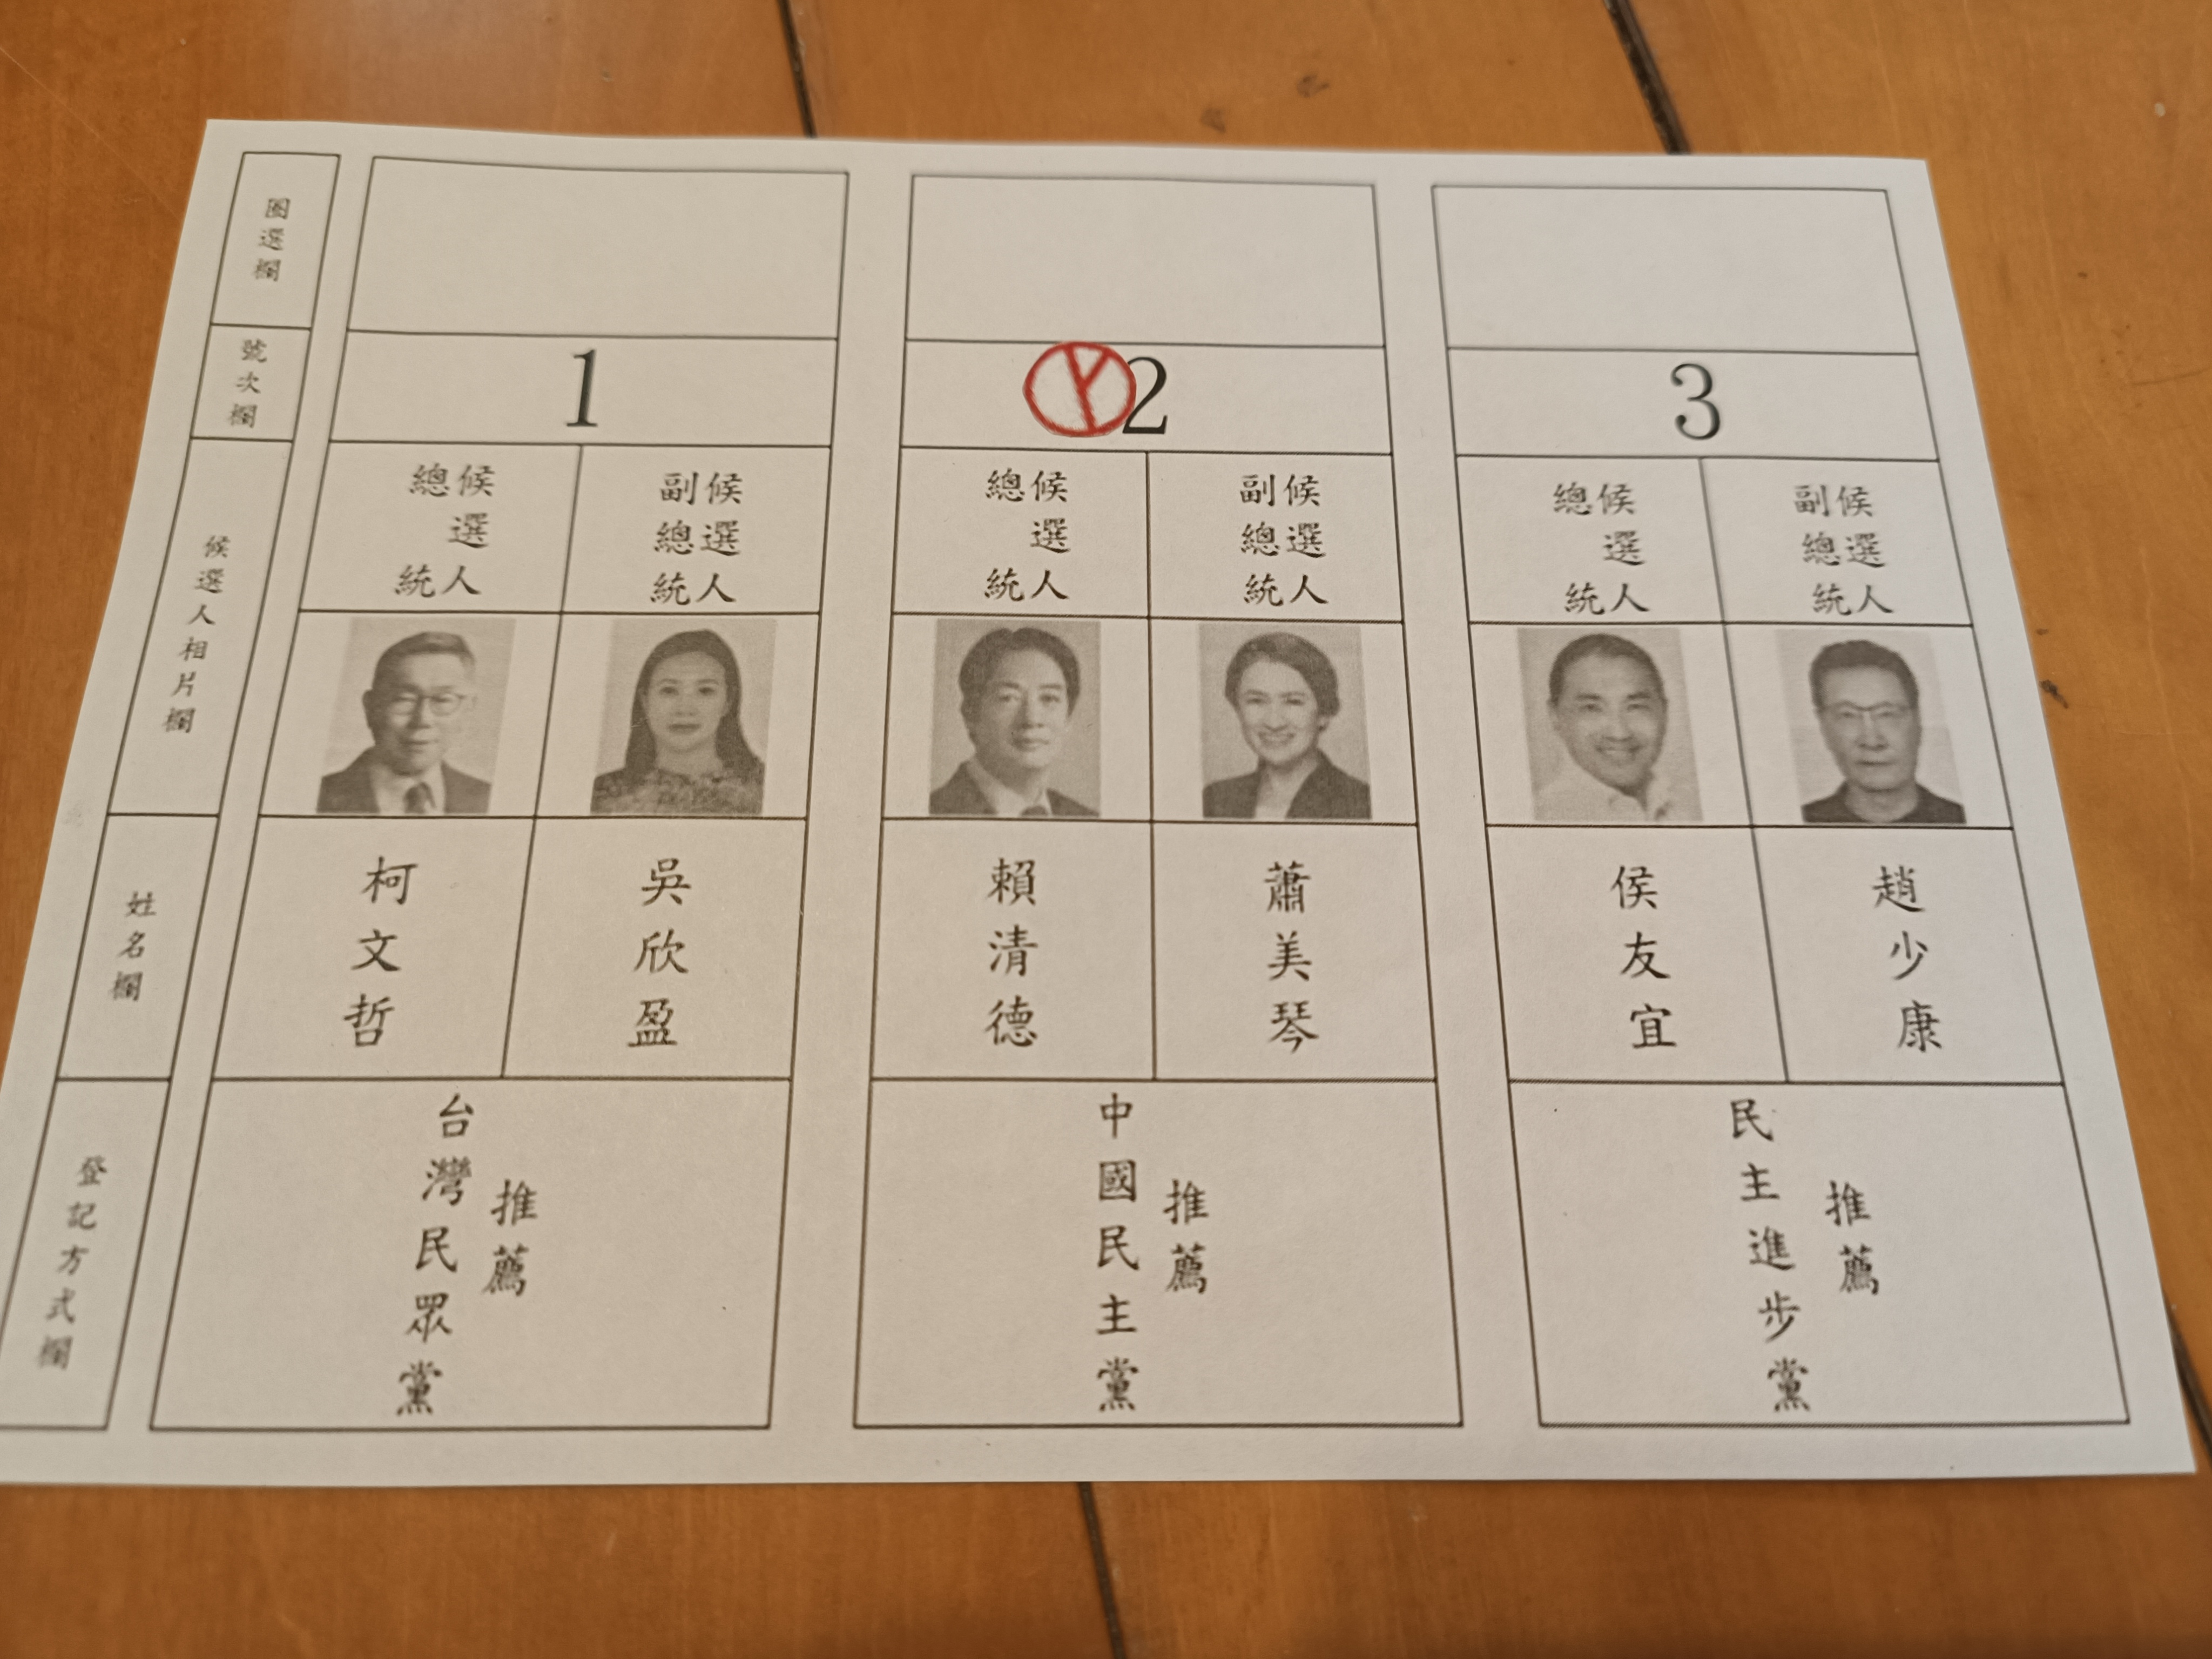 圈選欄
號次欄
候選人相片欄
姓名欄
登記方式欄
1
總統
候選人
副總統
候選人
柯文哲
吳欣盈
台灣民眾黨
推薦
2
總統
候選人
副總統
候選人
賴清德
蕭美琴
中國民主黨
推薦
3
總統
候選人
副總統
候選人
侯友宜
趙少康
民主進步黨
推薦